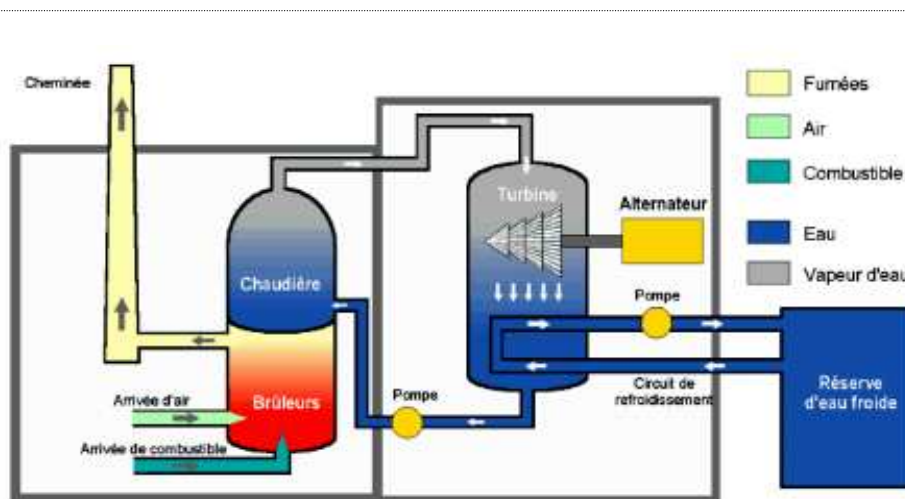 Cheminée
Fumées
Air
Combustible
Eau
Vapeur d'eau
Turbine
Alternateur
Chaudière
Pompe
Circuit de
refroidissement
Réserve
d'eau froide
Arrivée d'air
Brûleurs
Pompe
Arrivée de combustible